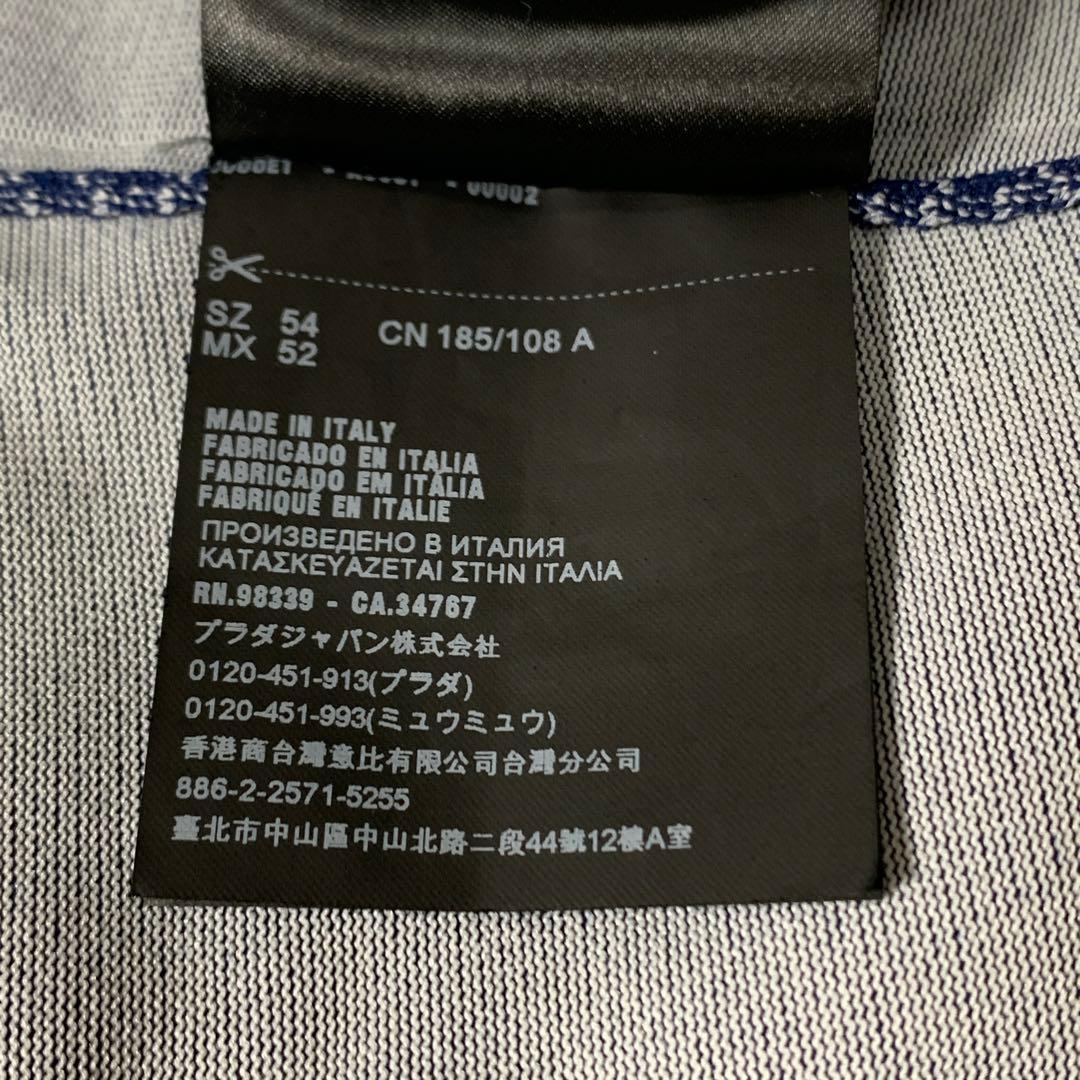 00002
SZ 54 CN 185/108 A
MX 52
MADE IN ITALY
FABRICADO EN ITALIA
FABRICADO EM ITÁLIA
FABRIQUÉ EN ITALIE
ПРОИЗВЕДЕНО В ИТАЛИЯ
ΚΑΤΑΣΚΕΥΑΖΕΤΑΙ ΣΤΗΝ ΙΤΑΛΙΑ
RN.98339 - CA.34767
プラダジャパン株式会社
0120-451-913(プラダ)
0120-451-993(ミュウミュウ)
香港商台灣意比有限公司台灣分公司
886-2-2571-5255
臺北市中山區中山北路二段44號12樓A室